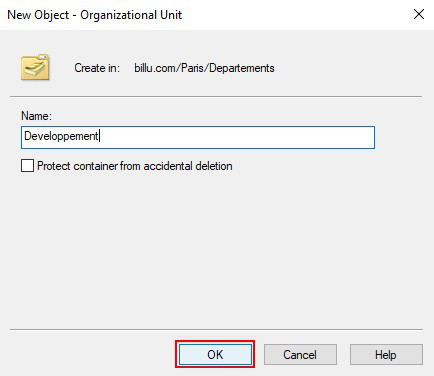 New Object - Organizational Unit
Create in: billu.com/Paris/Departements
Name:
Developpement
Protect container from accidental deletion
OK Cancel Help